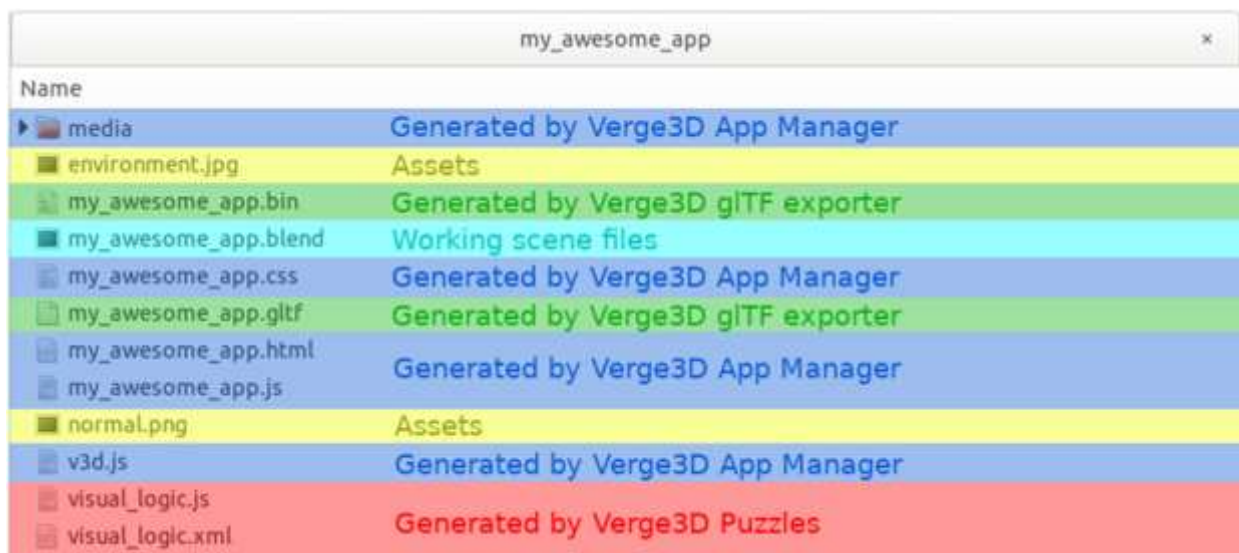 my_awesome_app ×
Name
media Generated by Verge3D App Manager
environment.jpg Assets
my_awesome_app.bin Generated by Verge3D glTF exporter
my_awesome_app.blend Working scene files
my_awesome_app.css Generated by Verge3D App Manager
my_awesome_app.gltf Generated by Verge3D glTF exporter
my_awesome_app.html
Generated by Verge3D App Manager
my_awesome_app.js
normal.png Assets
v3d.js Generated by Verge3D App Manager
visual_logic.js
Generated by Verge3D Puzzles
visual_logic.xml